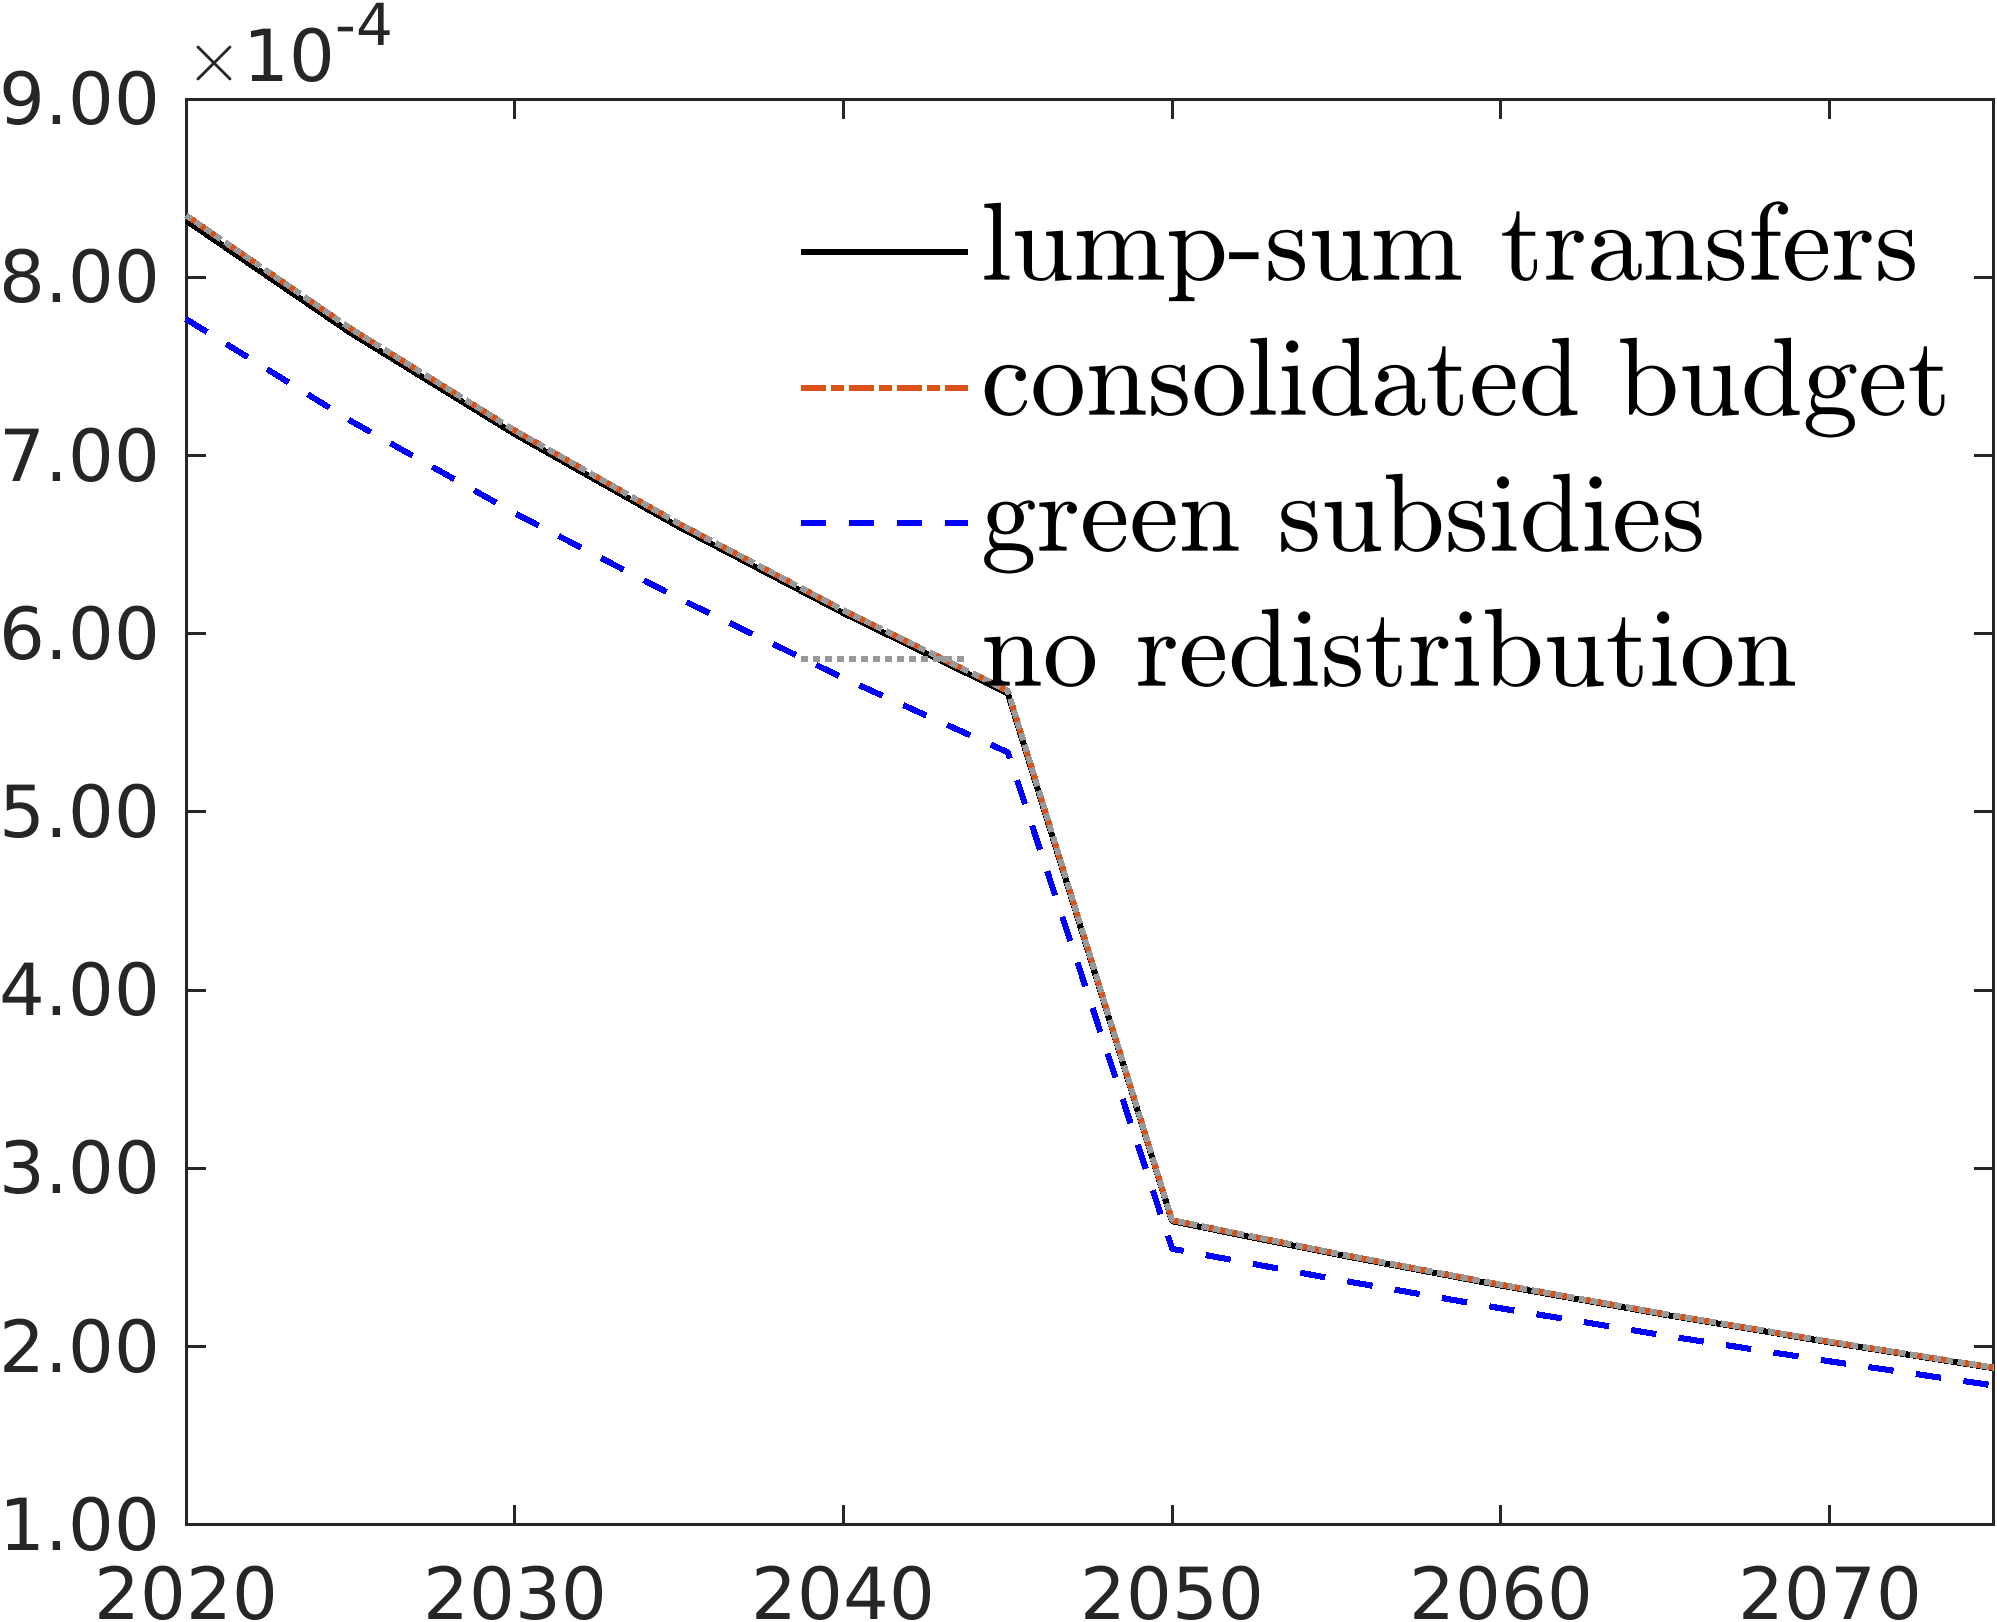 ×10-4
9.00
8.00
7.00
6.00
5.00
4.00
3.00
2.00
1.00
lump-sum transfers
consolidated budget
green subsidies
no redistribution
2020 2030 2040 2050 2060 2070